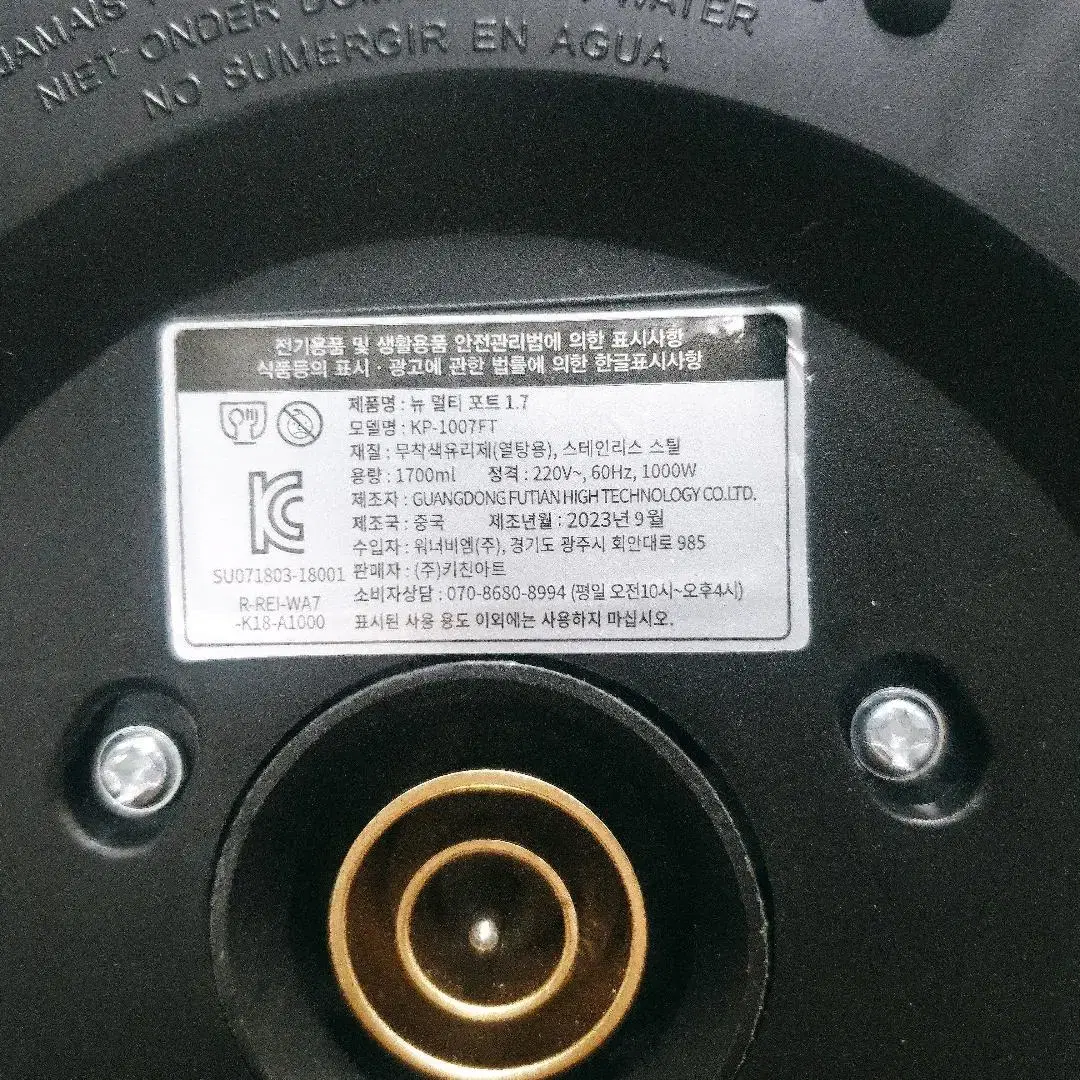 JAMAIS
NIET ONDER WATER
NO SUMERGIR EN AGUA
전기용품 및 생활용품 안전관리법에 의한 표시사항
식품등의 표시·광고에 관한 법률에 의한 한글표시사항
제품명 : 뉴 멀티 포트 1.7
모델명 : KP-1007FT
재질 : 무착색유리제(열탕용), 스테인리스 스틸
용량 : 1700ml 정격 : 220V~, 60Hz, 1000W
제조자 : GUANGDONG FUTIAN HIGH TECHNOLOGY CO.LTD.
제조국 : 중국 제조년월 : 2023년 9월
수입자 : 워너비엠(주), 경기도 광주시 회안대로 985
판매자 : (주)키친아트
소비자상담 : 070-8680-8994 (평일 오전10시~오후4시)
표시된 사용 용도 이외에는 사용하지 마십시오.
KC
SU071803-18001
R-REI-WA7
-K18-A1000